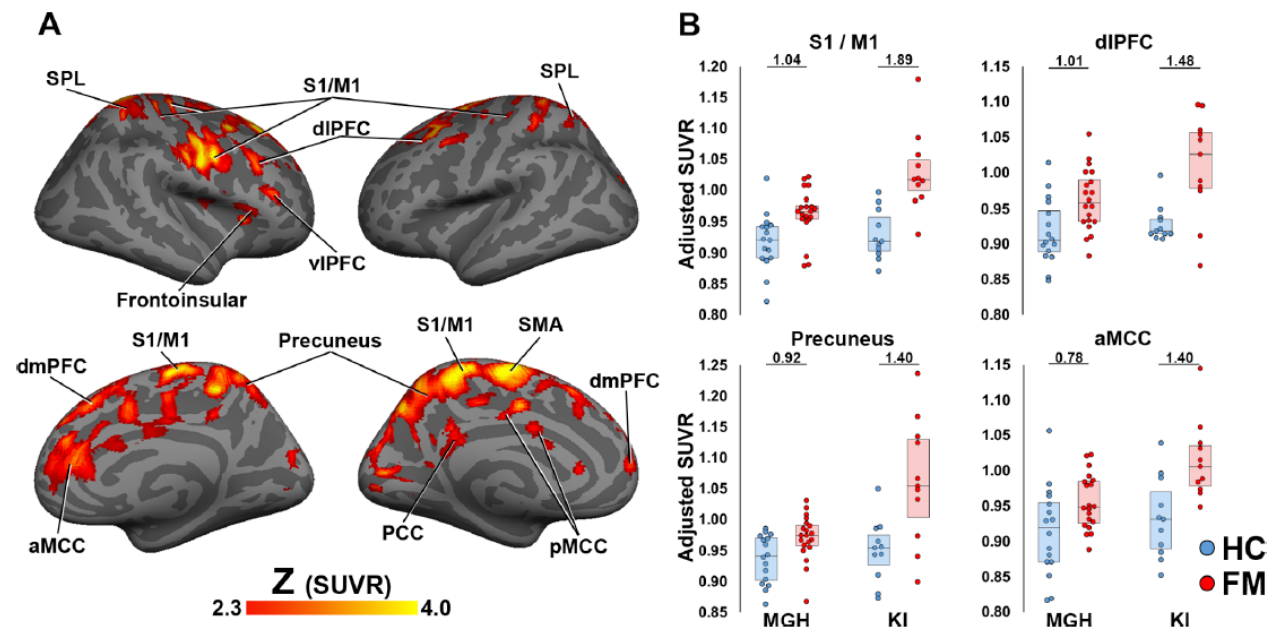 A
SPL
S1/M1
dlPFC
SPL
vlPFC
Frontoinsular
dmPFC
S1/M1
Precuneus
S1/M1
SMA
dmPFC
aMCC
PCC
pMCC
Z (SUVR)
2.3 4.0
B
S1 / M1
1.04 1.89
Adjusted SUVR
1.20
1.15
1.10
1.05
1.00
0.95
0.90
0.85
0.80
dlPFC
1.01 1.48
1.15
1.10
1.05
1.00
0.95
0.90
0.85
0.80
Precuneus
0.92 1.40
Adjusted SUVR
1.25
1.20
1.15
1.10
1.05
1.00
0.95
0.90
0.85
MGH KI
aMCC
0.78 1.40
1.15
1.10
1.05
1.00
0.95
0.90
0.85
0.80
MGH KI
HC
FM